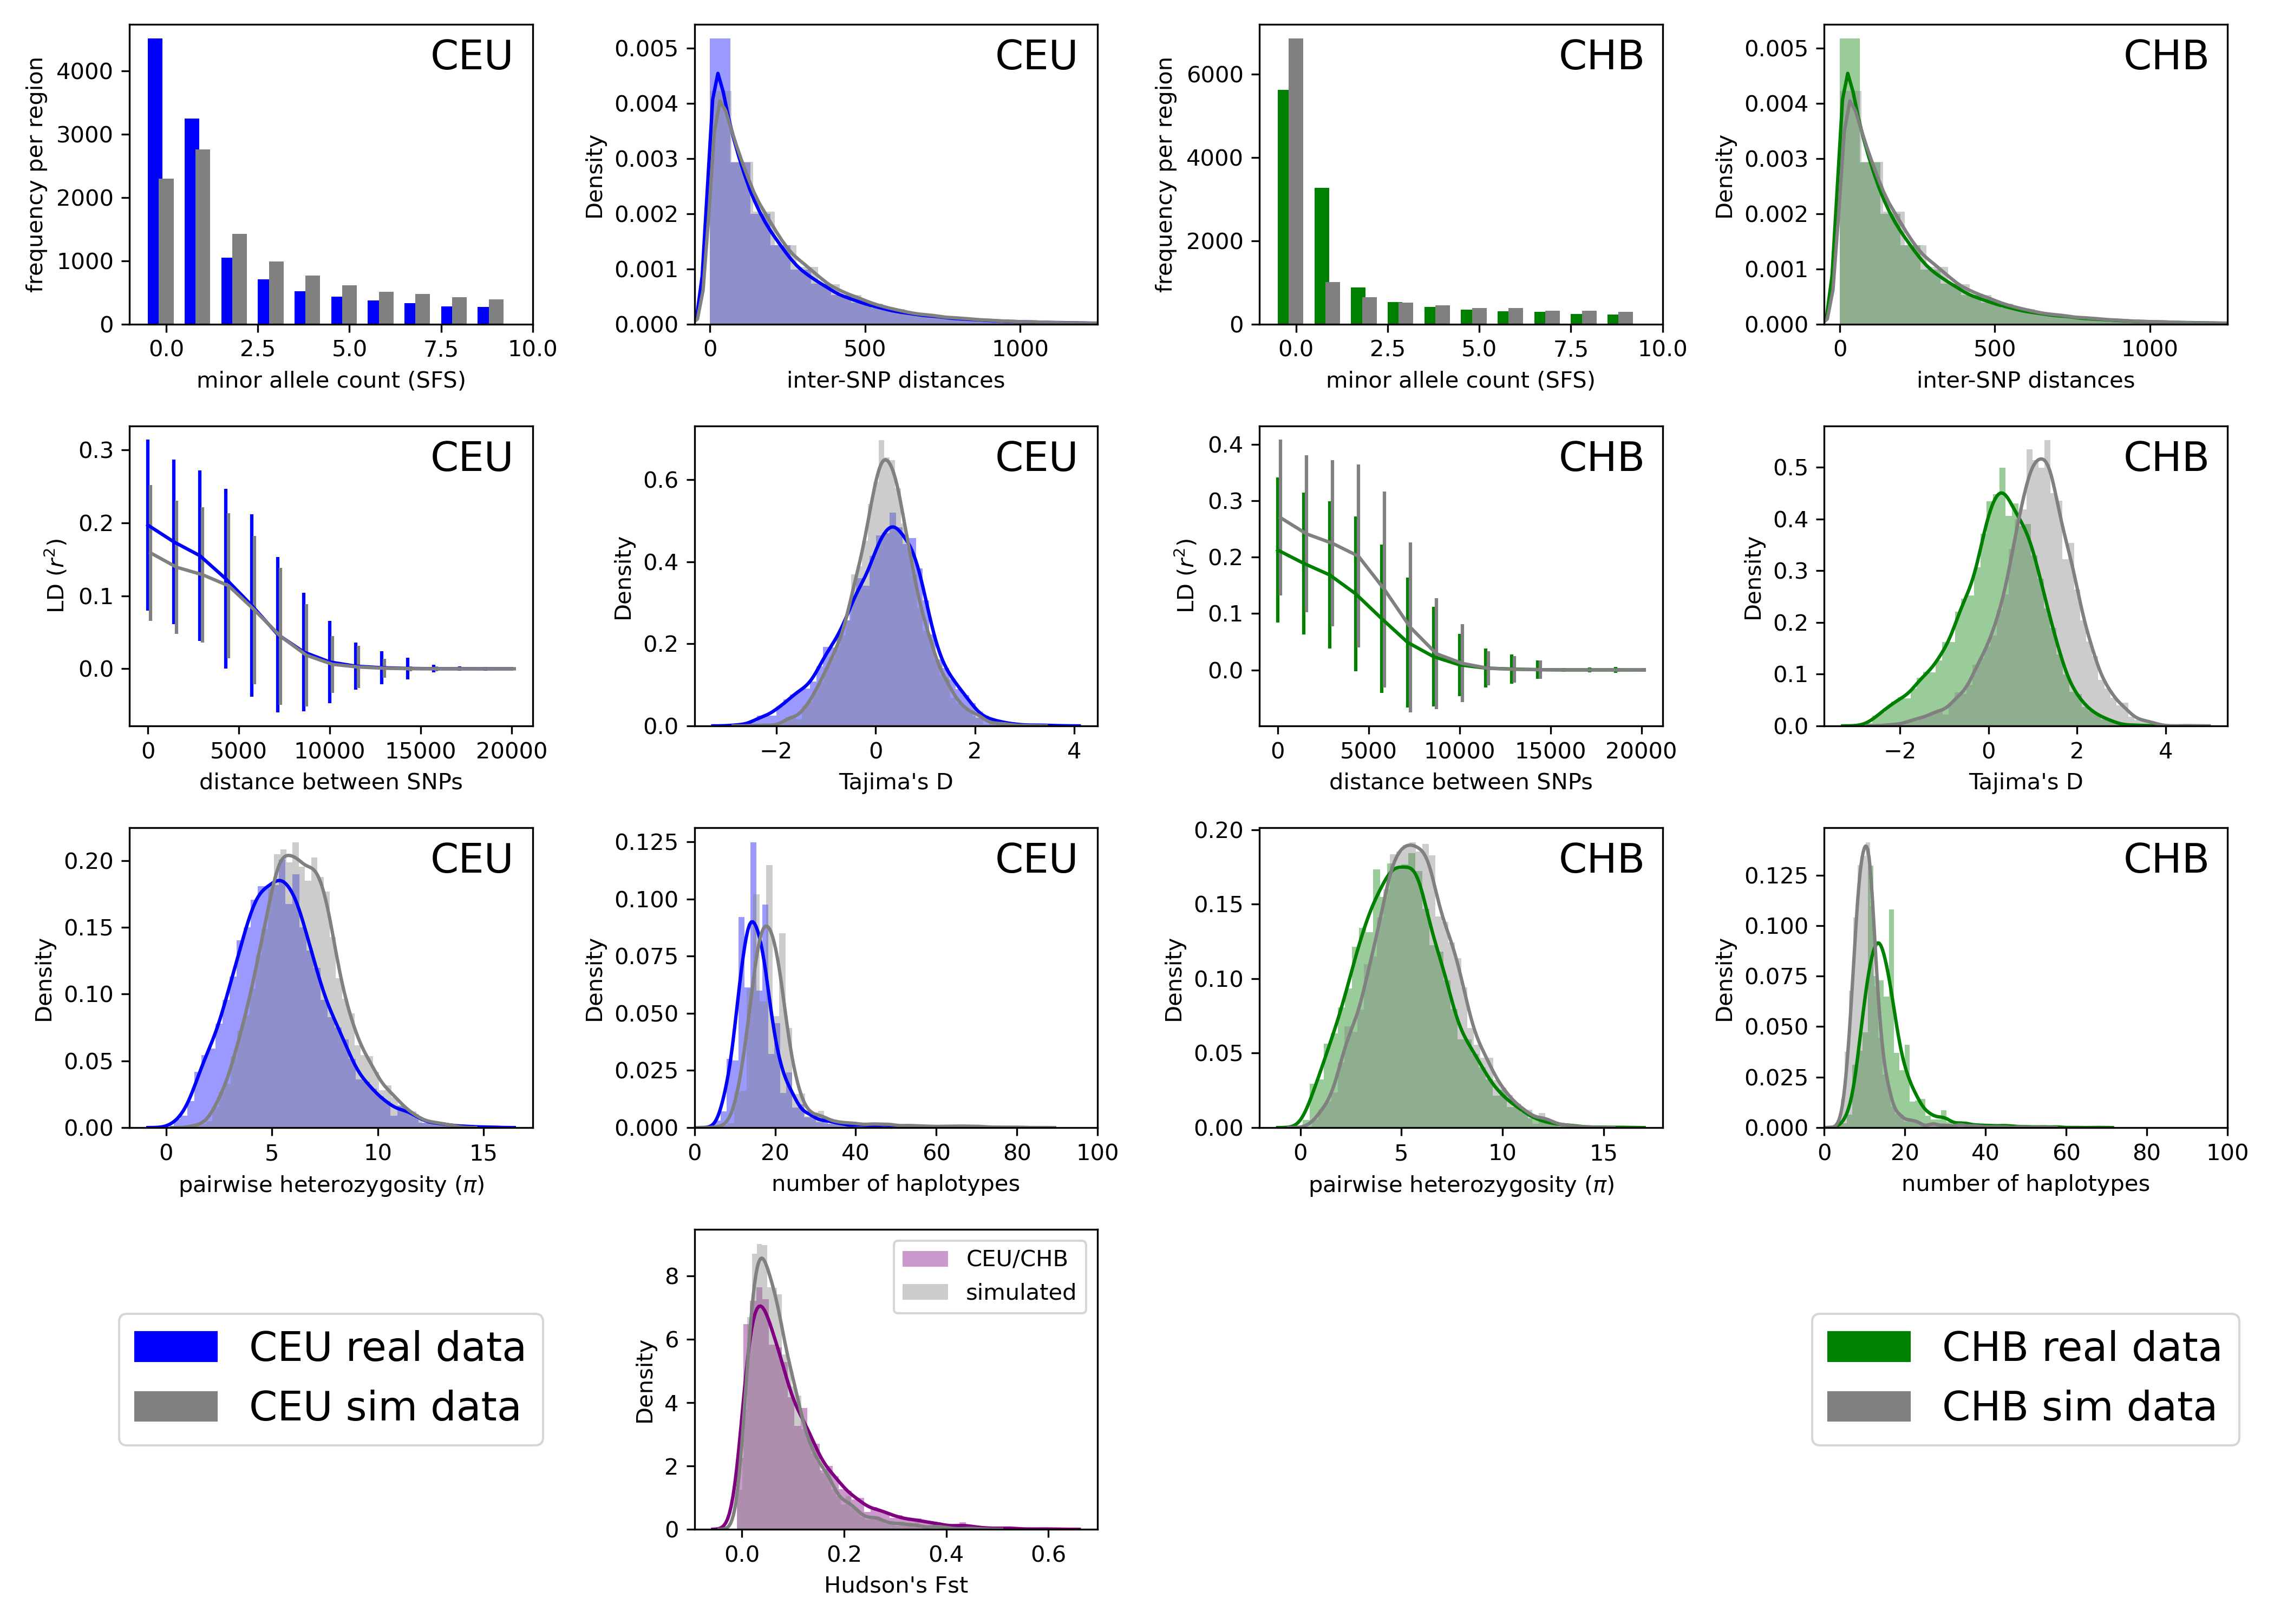 CEU
frequency per region
4000
3000
2000
1000
0
0.0 2.5 5.0 7.5 10.0
minor allele count (SFS)
CEU
Density
0.005
0.004
0.003
0.002
0.001
0.000
0 500 1000
inter-SNP distances
CHB
frequency per region
6000
4000
2000
0
0.0 2.5 5.0 7.5 10.0
minor allele count (SFS)
CHB
Density
0.005
0.004
0.003
0.002
0.001
0.000
0 500 1000
inter-SNP distances
CEU
LD (r²)
0.3
0.2
0.1
0.0
0 5000 10000 15000 20000
distance between SNPs
CEU
Density
0.6
0.4
0.2
0.0
−2 0 2 4
Tajima's D
CHB
LD (r²)
0.4
0.3
0.2
0.1
0.0
0 5000 10000 15000 20000
distance between SNPs
CHB
Density
0.5
0.4
0.3
0.2
0.1
0.0
−2 0 2 4
Tajima's D
CEU
Density
0.20
0.15
0.10
0.05
0.00
0 5 10 15
pairwise heterozygosity (π)
CEU
Density
0.125
0.100
0.075
0.050
0.025
0.000
0 20 40 60 80 100
number of haplotypes
CHB
Density
0.20
0.15
0.10
0.05
0.00
0 5 10 15
pairwise heterozygosity (π)
CHB
Density
0.125
0.100
0.075
0.050
0.025
0.000
0 20 40 60 80 100
number of haplotypes
CEU real data
CEU sim data
CEU/CHB
simulated
Density
8
6
4
2
0
0.0 0.2 0.4 0.6
Hudson's Fst
CHB real data
CHB sim data